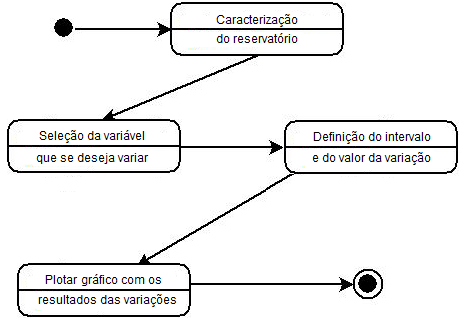 Caracterização
do reservatório
Seleção da variável
que se deseja variar
Definição do intervalo
e do valor da variação
Plotar gráfico com os
resultados das variações